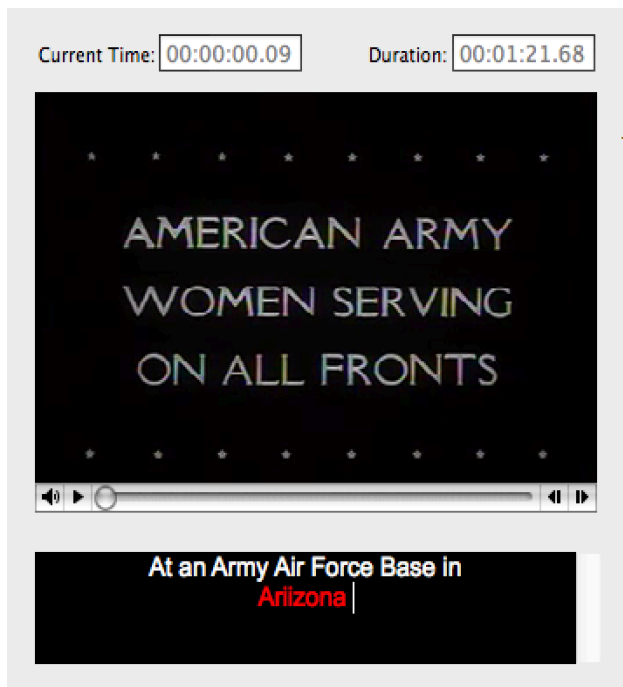 Current Time: 00:00:00.09 Duration: 00:01:21.68
AMERICAN ARMY
WOMEN SERVING
ON ALL FRONTS
At an Army Air Force Base in
Ariizona